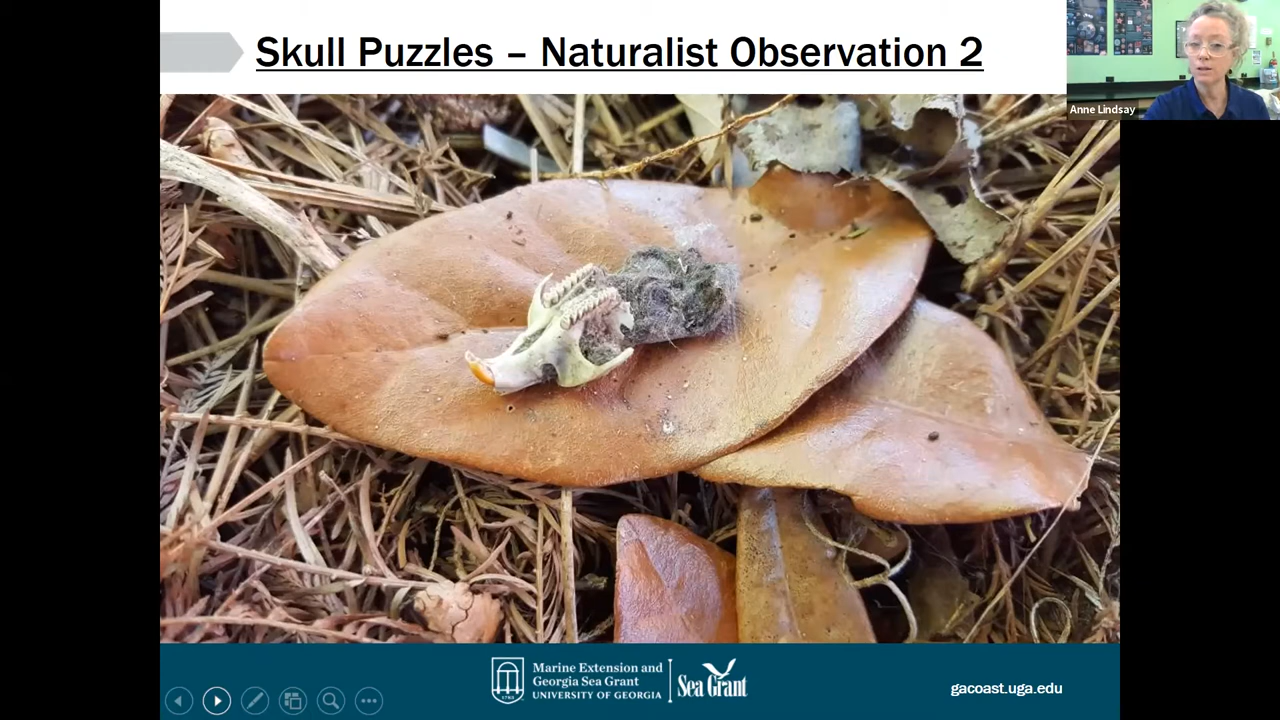 Skull Puzzles – Naturalist Observation 2
Anne Lindsay
Marine Extension and
Georgia Sea Grant
UNIVERSITY OF GEORGIA
1785
Sea Grant
gacoast.uga.edu